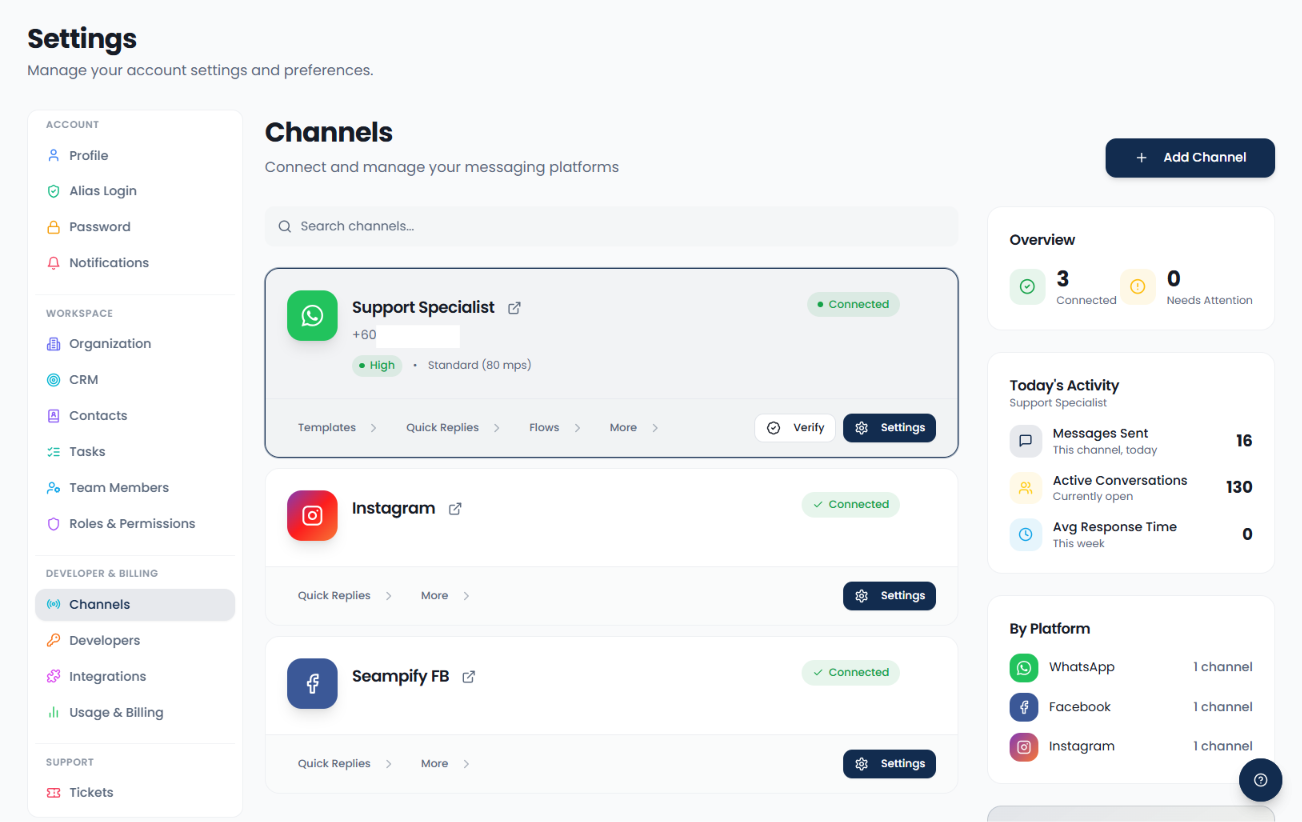 Settings
Manage your account settings and preferences.
ACCOUNT
Profile
Alias Login
Password
Notifications
WORKSPACE
Organization
CRM
Contacts
Tasks
Team Members
Roles & Permissions
DEVELOPER & BILLING
Channels
Developers
Integrations
Usage & Billing
SUPPORT
Tickets
Channels
Connect and manage your messaging platforms
+ Add Channel
Search channels...
Support Specialist
Connected
+60
High • Standard (80 mps)
Templates
Quick Replies
Flows
More
Verify
Settings
Instagram
Connected
Quick Replies
More
Settings
Seampify FB
Connected
Quick Replies
More
Settings
Overview
3
Connected
0
Needs Attention
Today's Activity
Support Specialist
Messages Sent
This channel, today
16
Active Conversations
Currently open
130
Avg Response Time
This week
0
By Platform
WhatsApp 1 channel
Facebook 1 channel
Instagram 1 channel